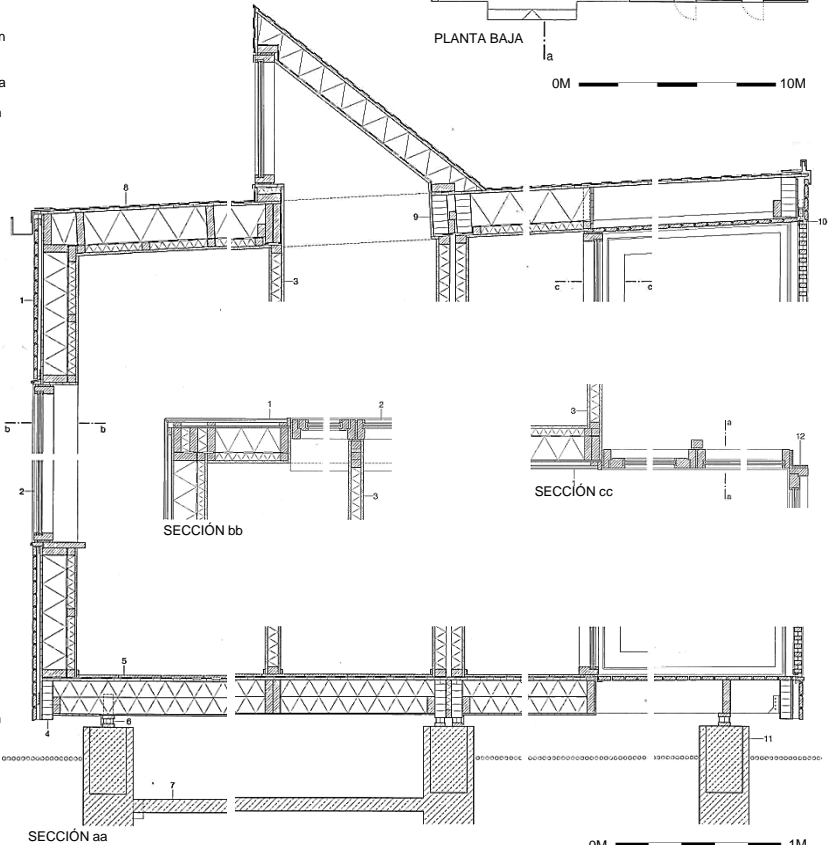 n
a
PLANTA BAJA
a
0M 10M
8
9
10
1
3
c c
1 2
3
a
b b
12
3
2
SECCIÓN cc
a
SECCIÓN bb
5
4
6
11
7
SECCIÓN aa
0M 1M